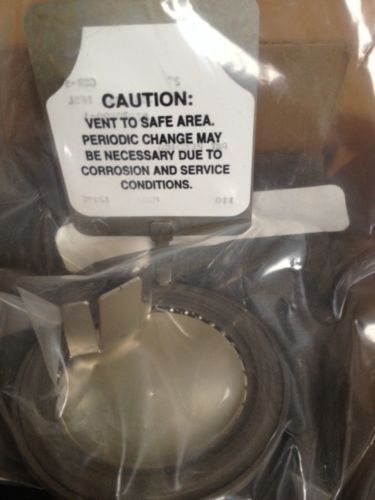 CAUTION:
VENT TO SAFE AREA.
PERIODIC CHANGE MAY
BE NECESSARY DUE TO
CORROSION AND SERVICE
CONDITIONS.